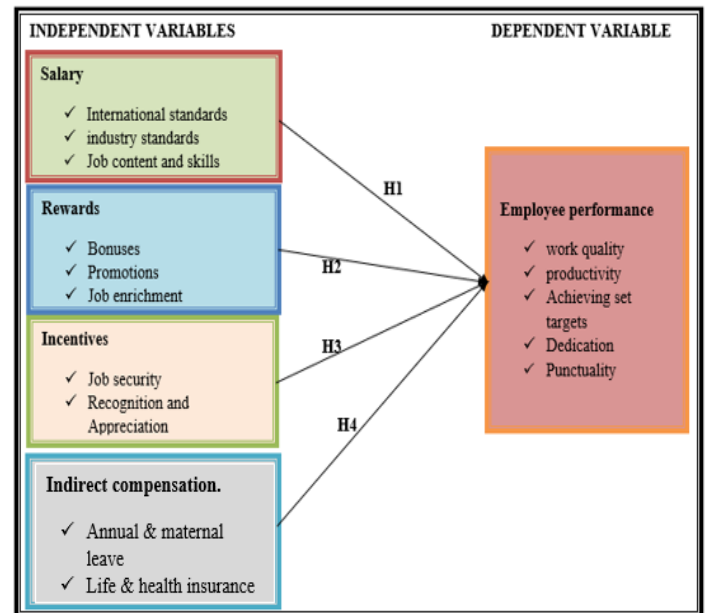 INDEPENDENT VARIABLES
DEPENDENT VARIABLE
Salary
✓ International standards
✓ industry standards
✓ Job content and skills
H1
Rewards
✓ Bonuses
✓ Promotions
✓ Job enrichment
H2
Incentives
✓ Job security
✓ Recognition and
Appreciation
H3
Indirect compensation.
✓ Annual & maternal
leave
✓ Life & health insurance
H4
Employee performance
✓ work quality
✓ productivity
✓ Achieving set
targets
✓ Dedication
✓ Punctuality